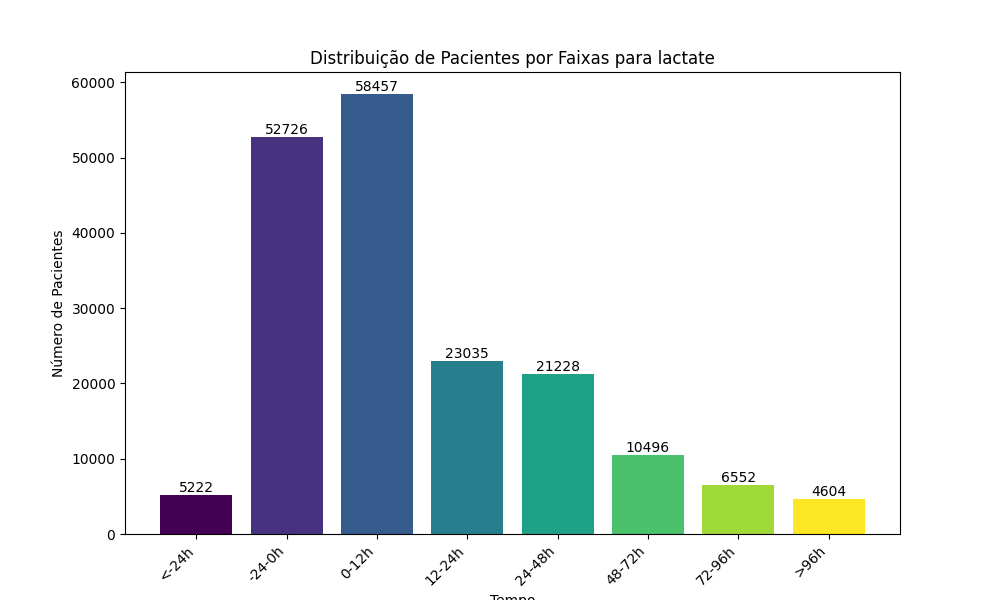 Distribuição de Pacientes por Faixas para lactate
Número de Pacientes
60000
50000
40000
30000
20000
10000
0
5222
52726
58457
23035
21228
10496
6552
4604
<-24h
-24-0h
0-12h
12-24h
24-48h
48-72h
72-96h
>96h
Tempo